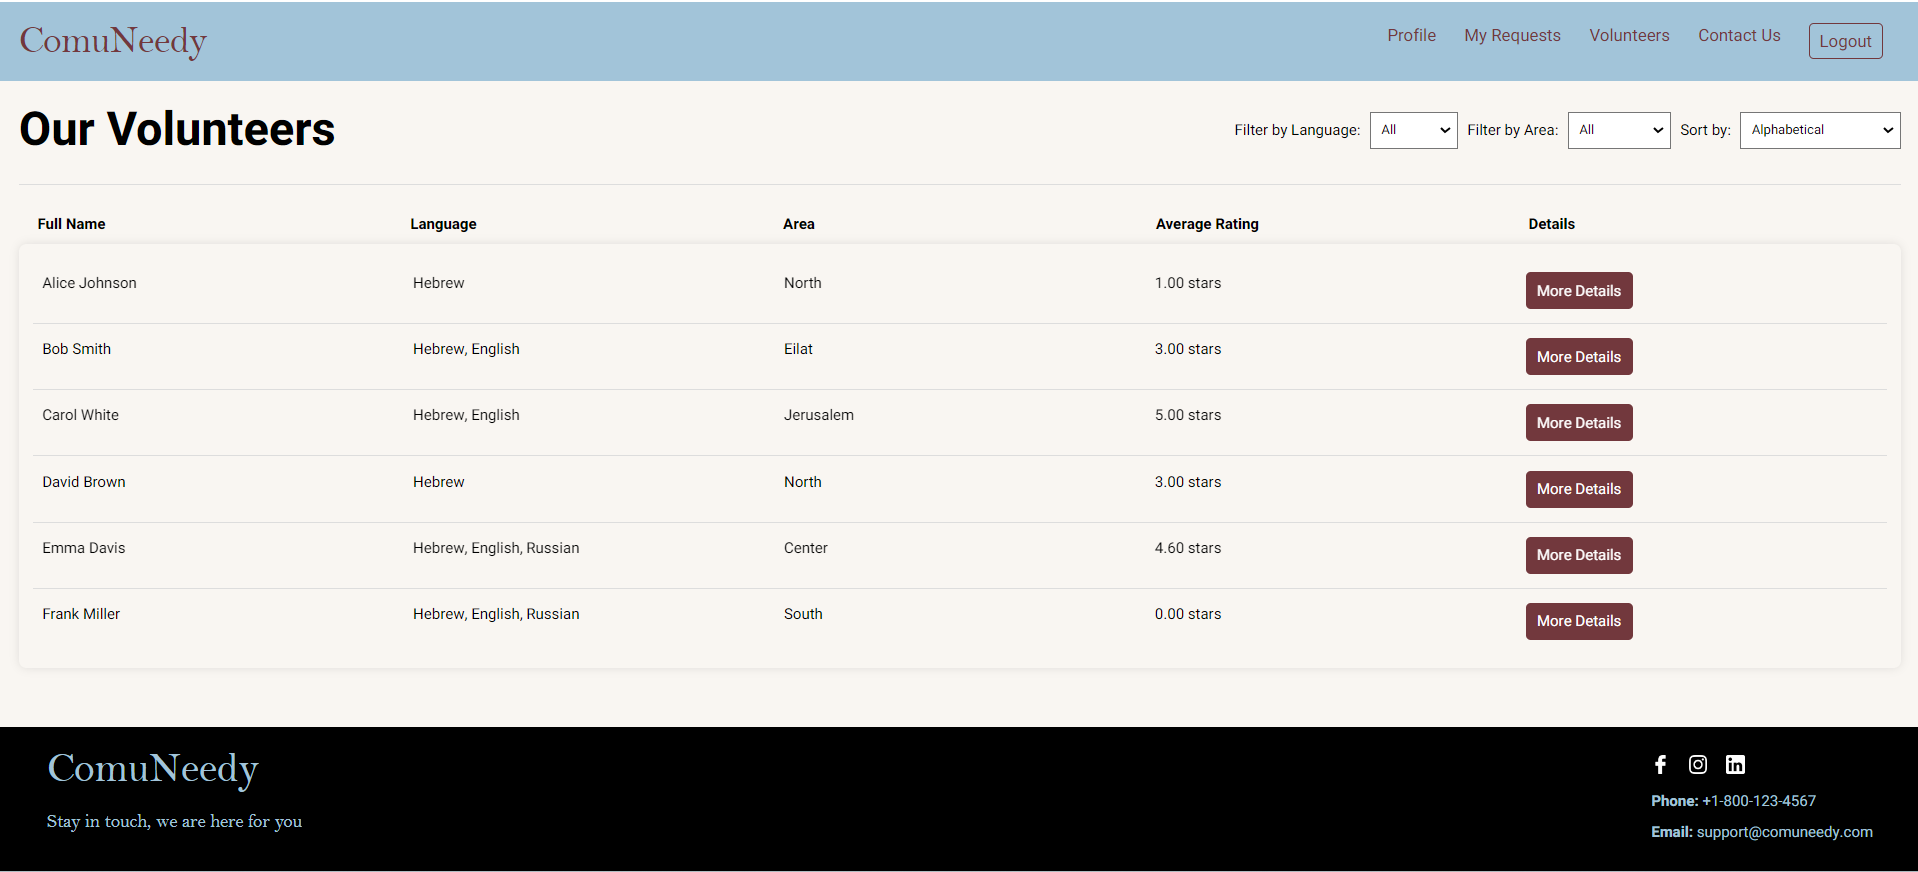 ComuNeedy
Profile My Requests Volunteers Contact Us Logout
Our Volunteers
Filter by Language: All Filter by Area: All Sort by: Alphabetical
Full Name Language Area Average Rating Details
Alice Johnson Hebrew North 1.00 stars More Details
Bob Smith Hebrew, English Eilat 3.00 stars More Details
Carol White Hebrew, English Jerusalem 5.00 stars More Details
David Brown Hebrew North 3.00 stars More Details
Emma Davis Hebrew, English, Russian Center 4.60 stars More Details
Frank Miller Hebrew, English, Russian South 0.00 stars More Details
ComuNeedy
Stay in touch, we are here for you
Phone: +1-800-123-4567
Email: support@comuneedy.com